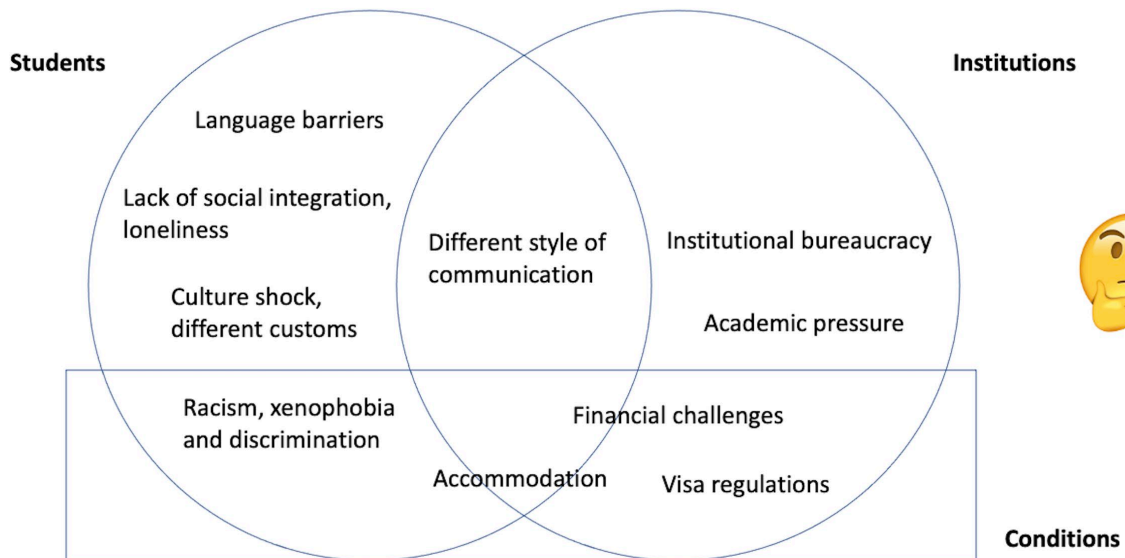 Students
Institutions
Language barriers
Lack of social integration,
loneliness
Different style of
communication
Institutional bureaucracy
Culture shock,
different customs
Academic pressure
Racism, xenophobia
and discrimination
Financial challenges
Accommodation
Visa regulations
Conditions